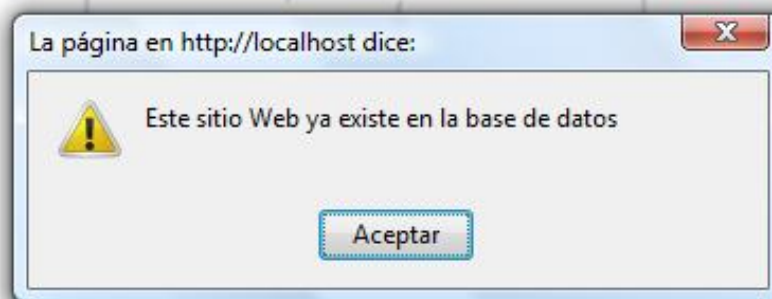 La página en http://localhost dice:
Este sitio Web ya existe en la base de datos
Aceptar